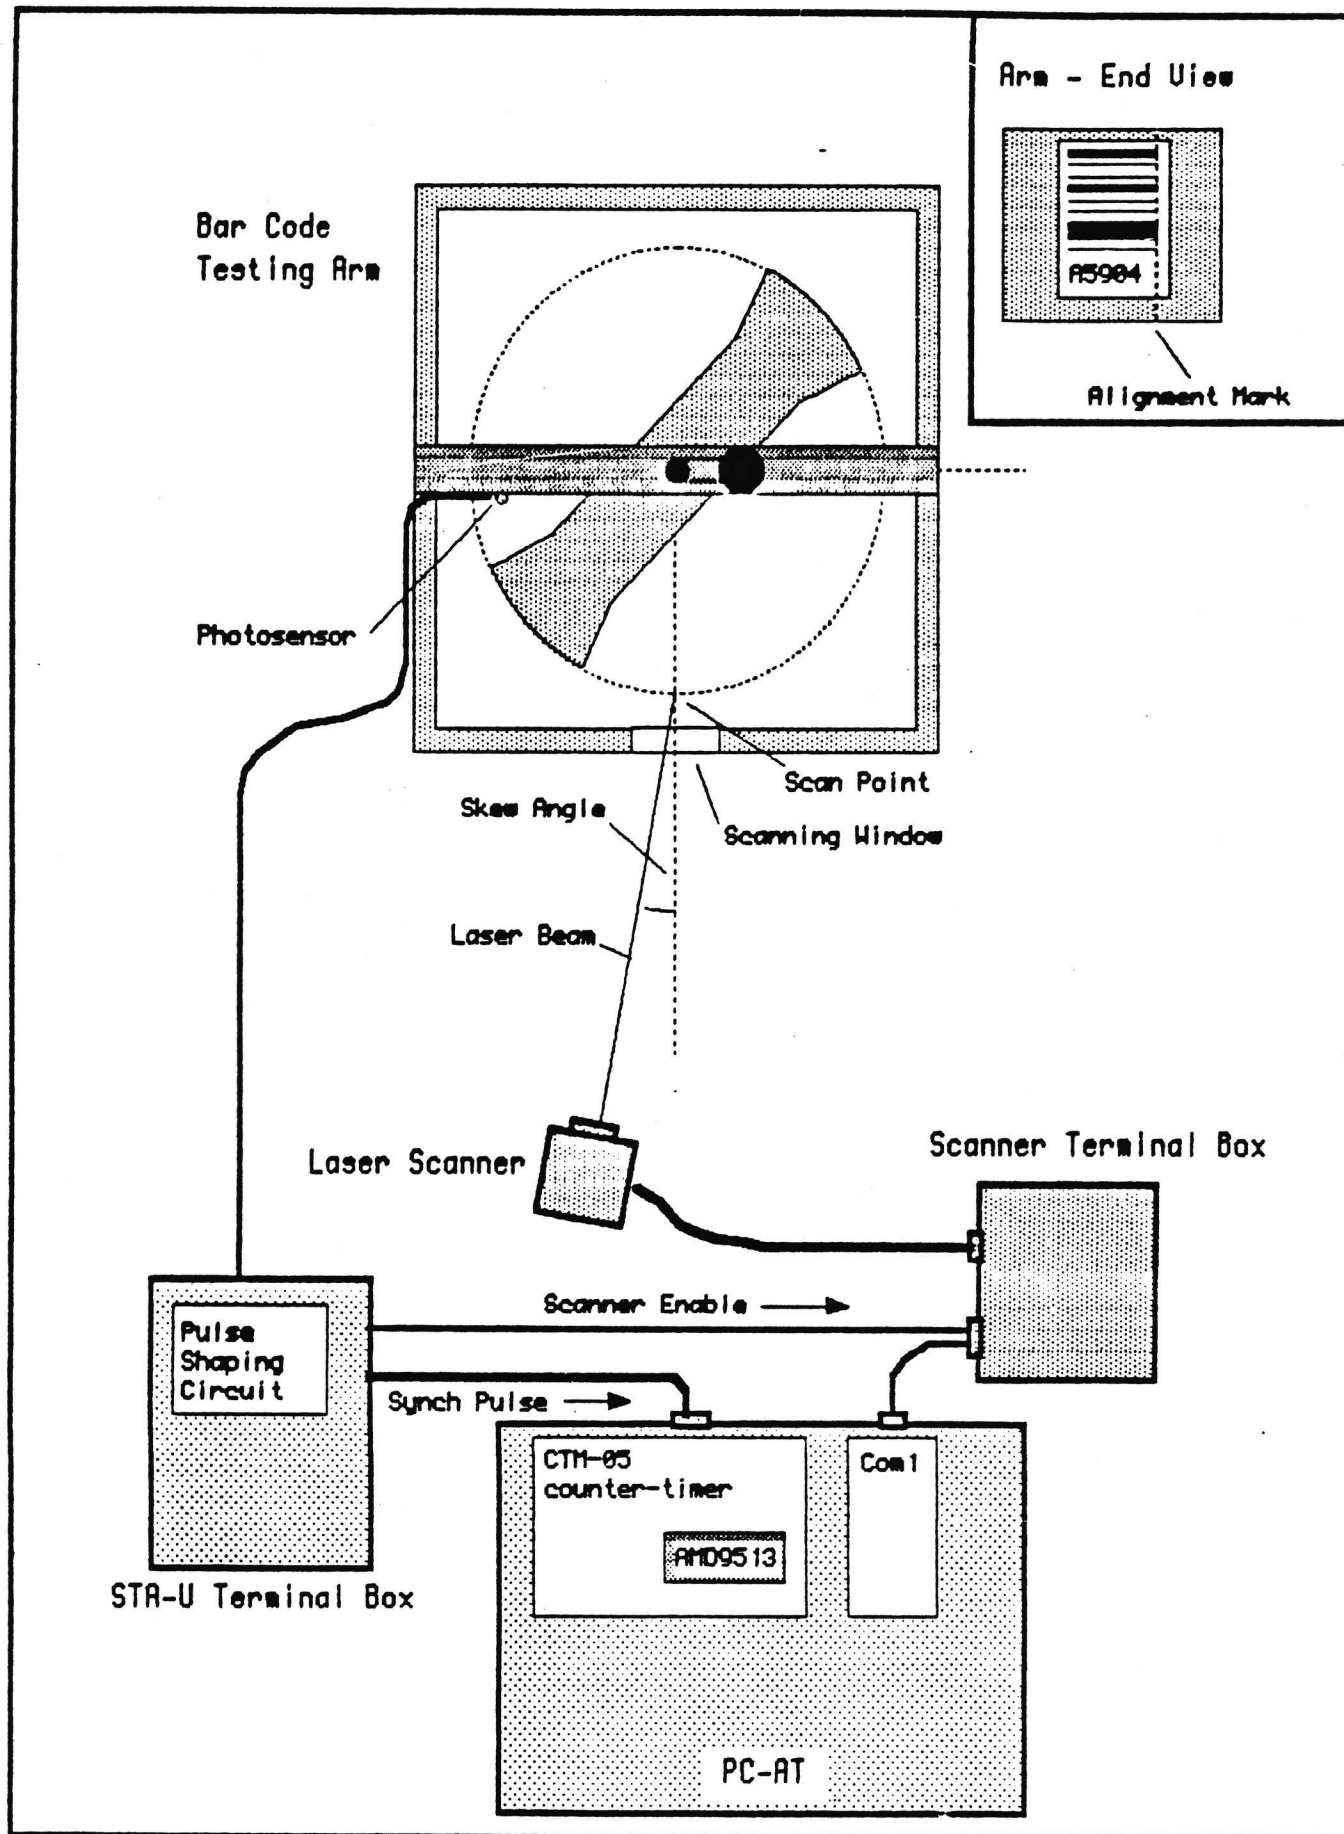 Arm - End View
A5904
Alignment Mark
Bar Code
Testing Arm
Photosensor
Scan Point
Skew Angle
Scanning Window
Laser Beam
Laser Scanner
Scanner Terminal Box
Scanner Enable
Pulse
Shaping
Circuit
Synch Pulse
CTM-05
counter-timer
AMD9513
Com1
STA-U Terminal Box
PC-AT